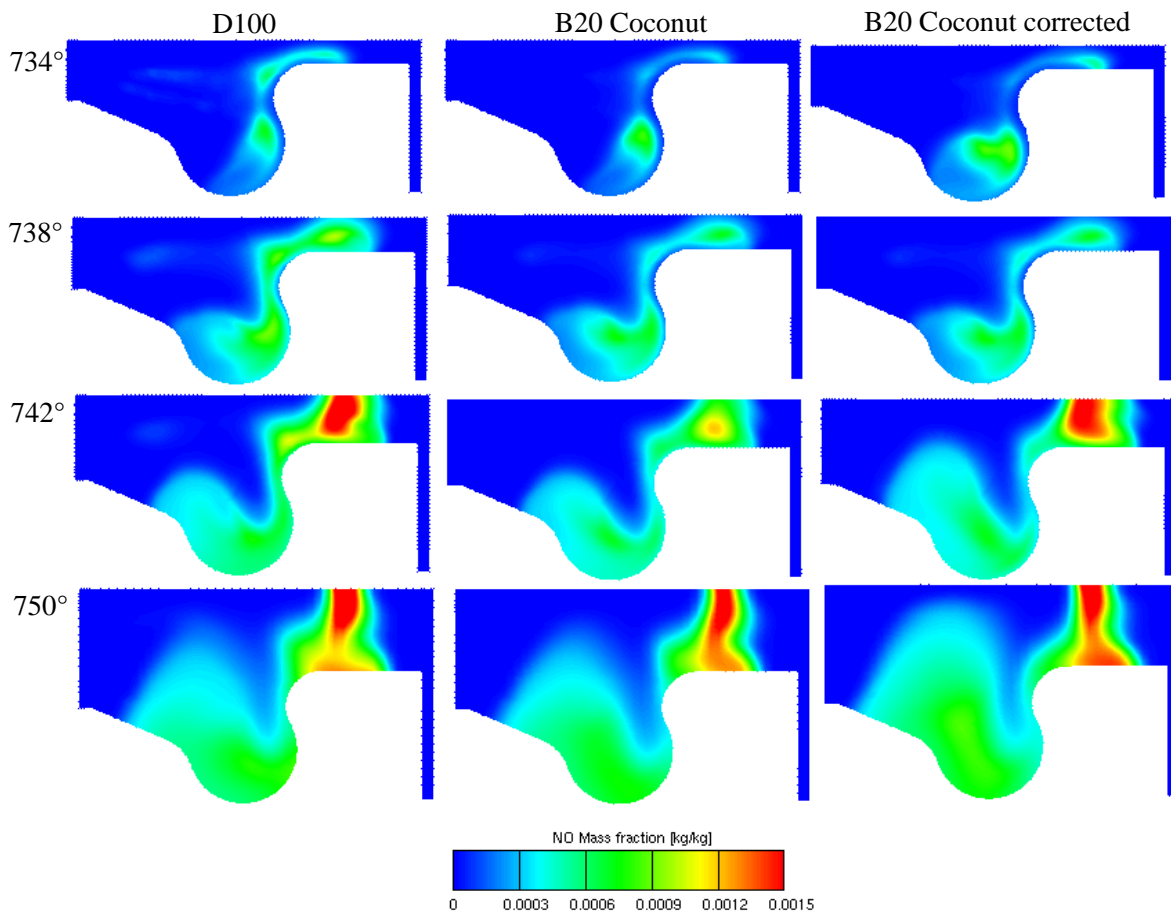 D100 B20 Coconut B20 Coconut corrected
734°
738°
742°
750°
NO Mass fraction [kg/kg]
0 0.0003 0.0006 0.0009 0.0012 0.0015